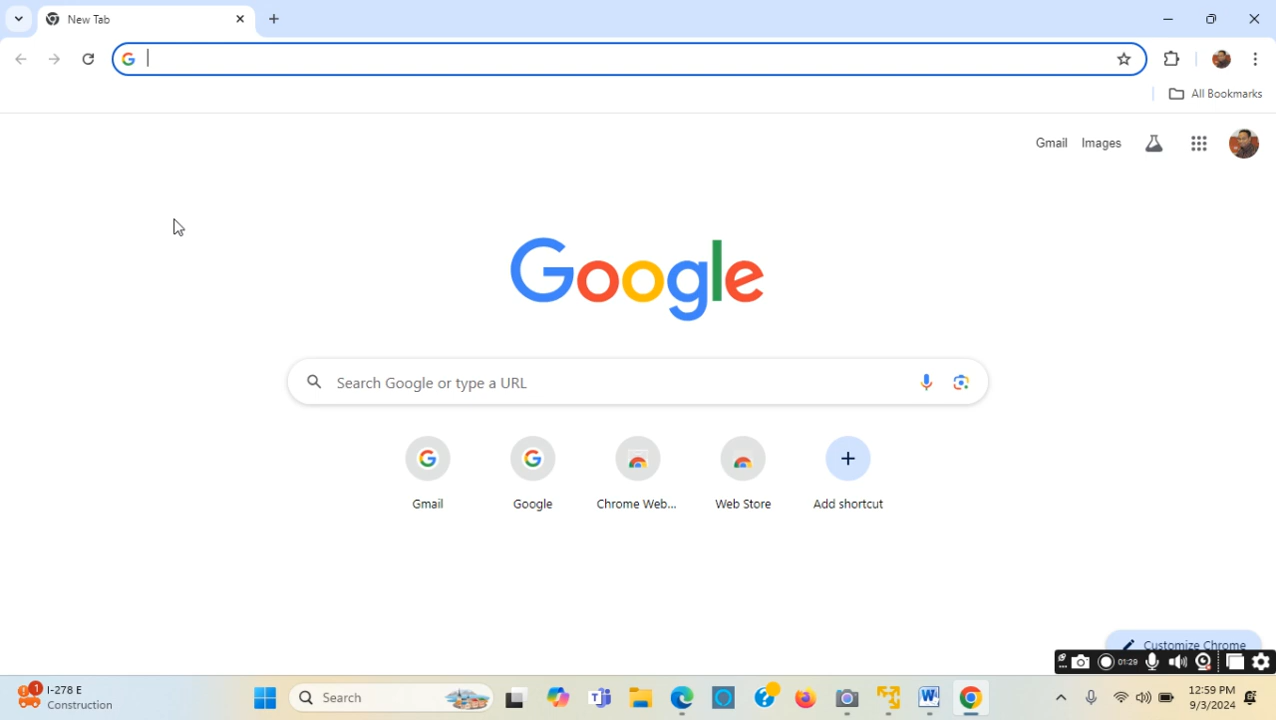 New Tab
All Bookmarks
Gmail Images
Google
Search Google or type a URL
Gmail Google Chrome Web... Web Store Add shortcut
Customize Chrome
01:29
1
I-278 E
Construction
Search
12:59 PM
9/3/2024